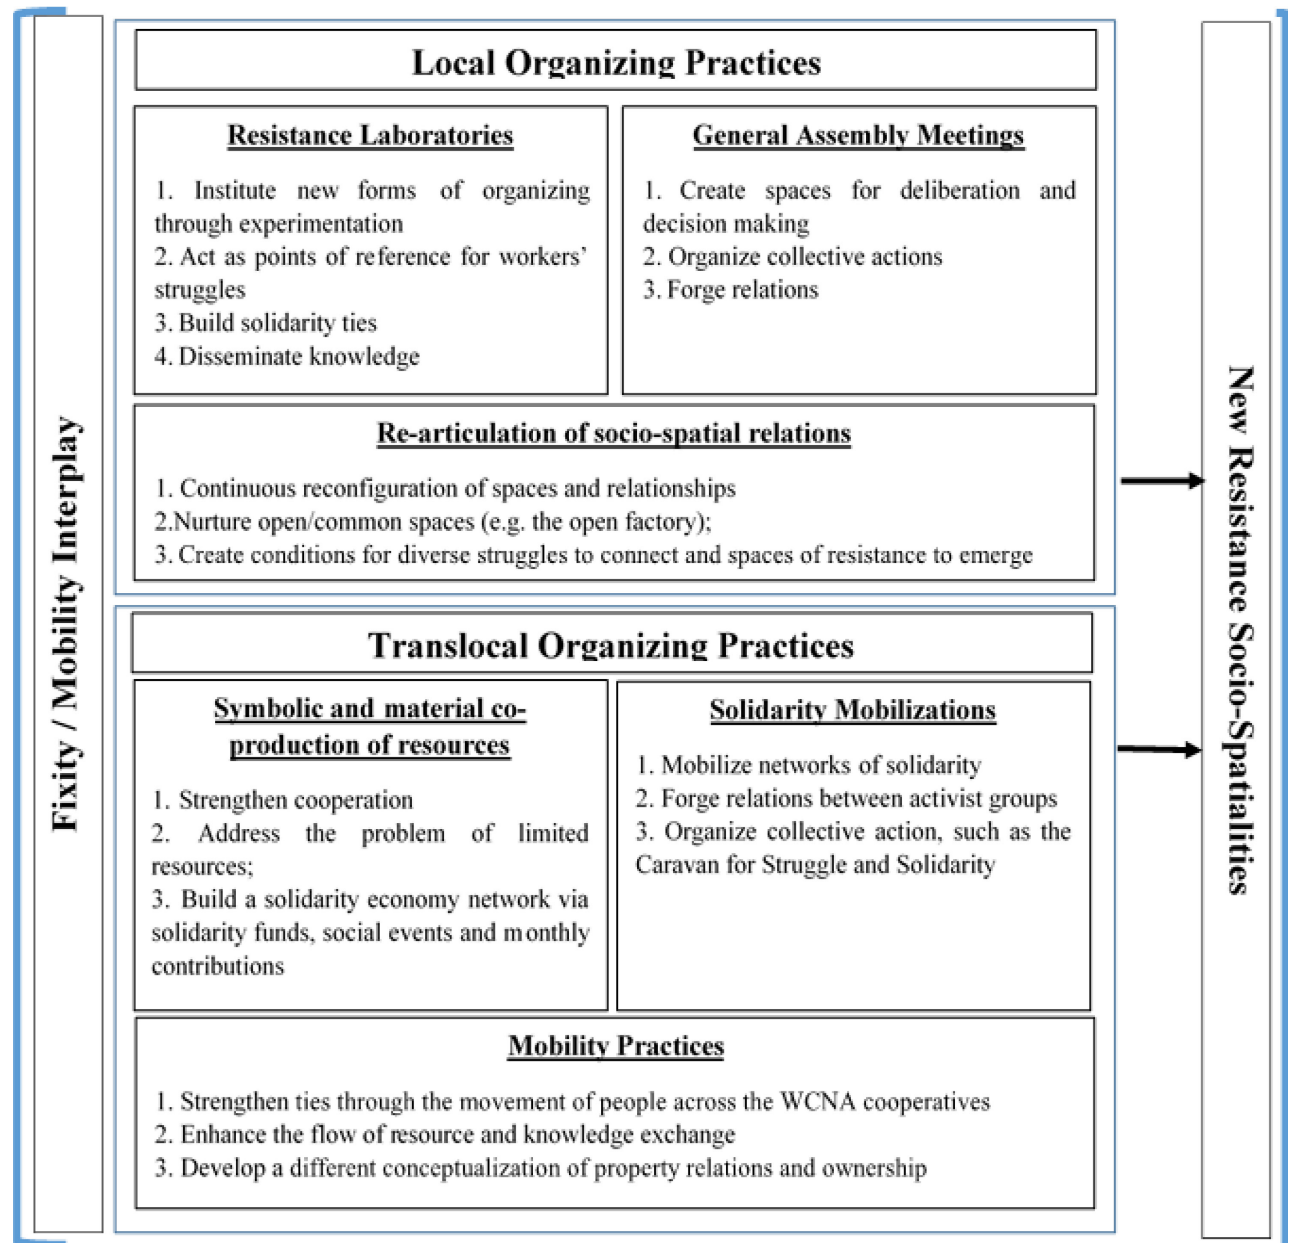 Fixity / Mobility Interplay
Local Organizing Practices
Resistance Laboratories
1. Institute new forms of organizing
through experimentation
2. Act as points of reference for workers’
struggles
3. Build solidarity ties
4. Disseminate knowledge
General Assembly Meetings
1. Create spaces for deliberation and
decision making
2. Organize collective actions
3. Forge relations
Re-articulation of socio-spatial relations
1. Continuous reconfiguration of spaces and relationships
2.Nurture open/common spaces (e.g. the open factory);
3. Create conditions for diverse struggles to connect and spaces of resistance to emerge
Translocal Organizing Practices
Symbolic and material co-
production of resources
1. Strengthen cooperation
2. Address the problem of limited
resources;
3. Build a solidarity economy network via
solidarity funds, social events and monthly
contributions
Solidarity Mobilizations
1. Mobilize networks of solidarity
2. Forge relations between activist groups
3. Organize collective action, such as the
Caravan for Struggle and Solidarity
Mobility Practices
1. Strengthen ties through the movement of people across the WCNA cooperatives
2. Enhance the flow of resource and knowledge exchange
3. Develop a different conceptualization of property relations and ownership
New Resistance Socio-Spatialities